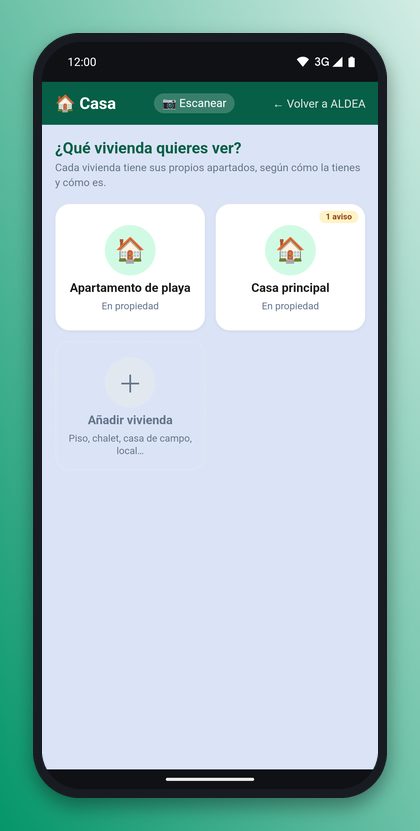 12:00
3G
Casa
Escanear
← Volver a ALDEA
¿Qué vivienda quieres ver?
Cada vivienda tiene sus propios apartados, según cómo la tienes
y cómo es.
Apartamento de playa
En propiedad
1 aviso
Casa principal
En propiedad
Añadir vivienda
Piso, chalet, casa de campo,
local…